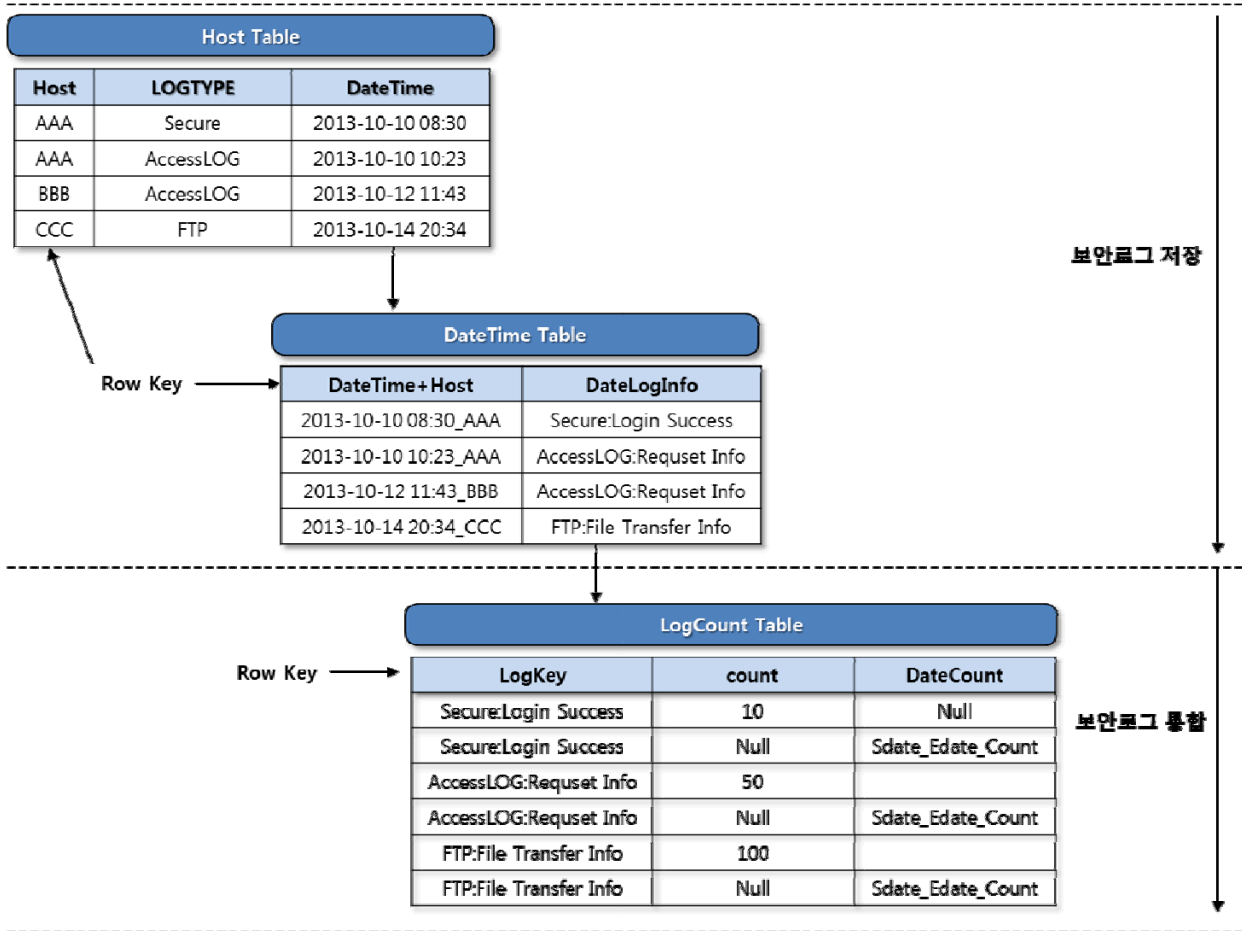 Host Table
Host LOGTYPE DateTime
AAA Secure 2013-10-10 08:30
AAA AccessLOG 2013-10-10 10:23
BBB AccessLOG 2013-10-12 11:43
CCC FTP 2013-10-14 20:34
보안로그 저장
DateTime Table
Row Key
DateTime+Host DateLogInfo
2013-10-10 08:30_AAA Secure:Login Success
2013-10-10 10:23_AAA AccessLOG:Requset Info
2013-10-12 11:43_BBB AccessLOG:Requset Info
2013-10-14 20:34_CCC FTP:File Transfer Info
LogCount Table
Row Key
LogKey count DateCount
Secure:Login Success 10 Null
Secure:Login Success Null Sdate_Edate_Count
AccessLOG:Requset Info 50
AccessLOG:Requset Info Null Sdate_Edate_Count
FTP:File Transfer Info 100
FTP:File Transfer Info Null Sdate_Edate_Count
보안로그 통합